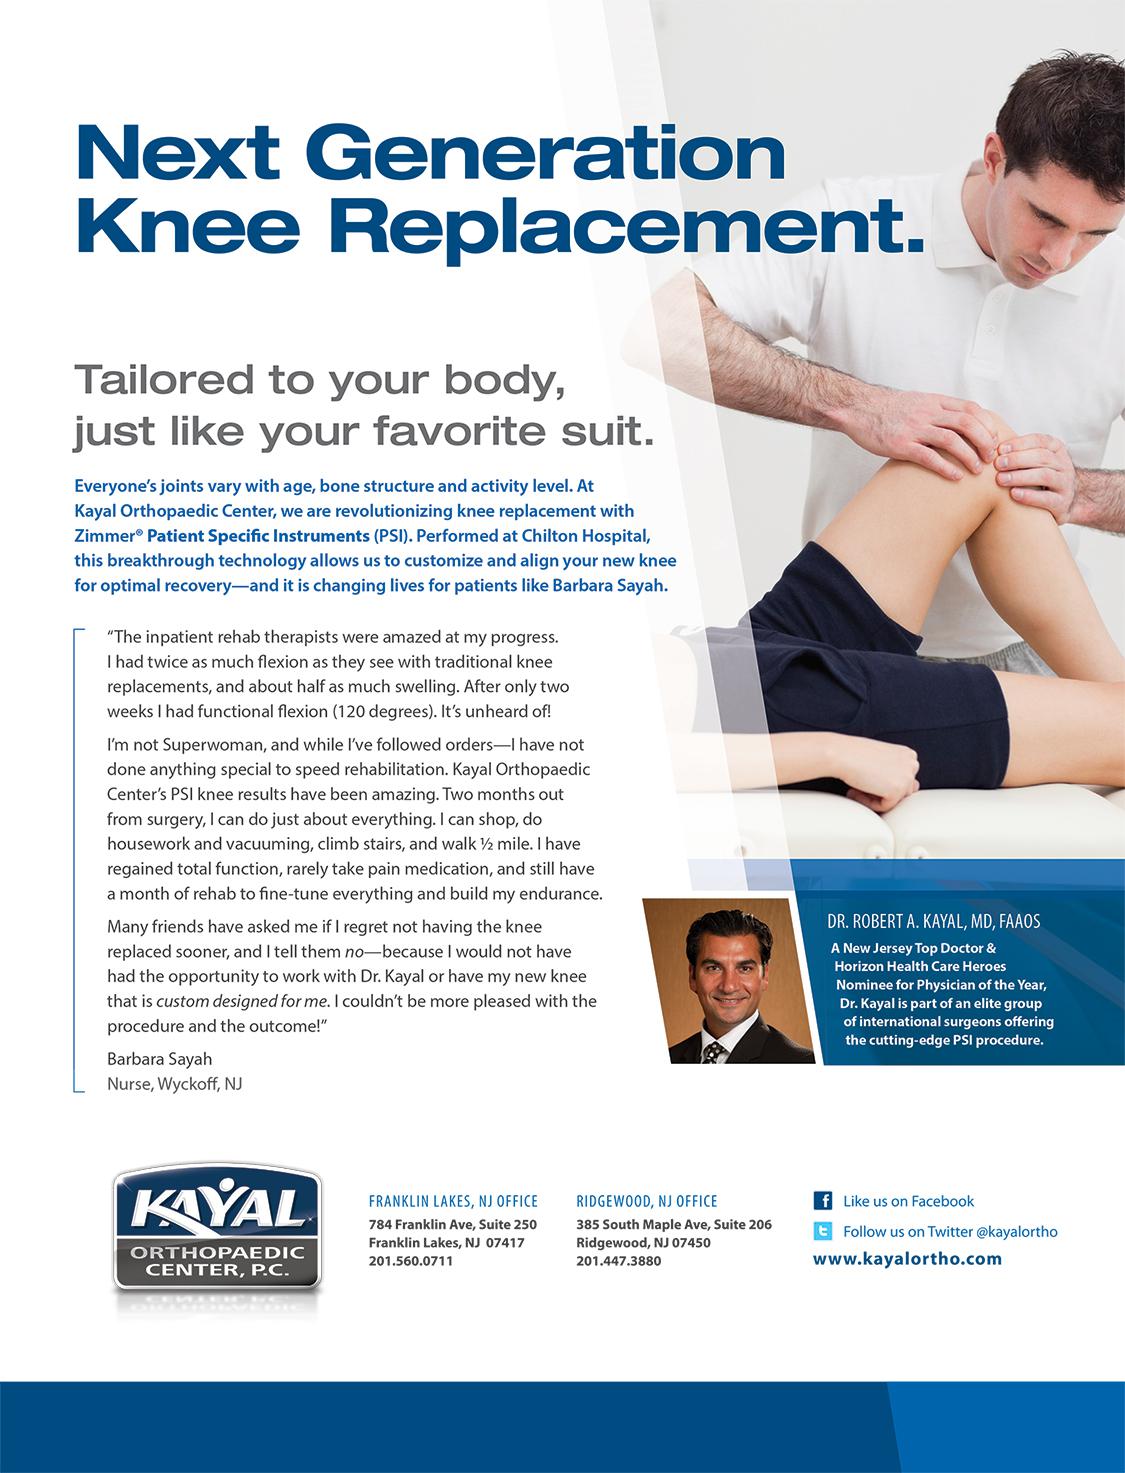 Next Generation
Knee Replacement.
Tailored to your body,
just like your favorite suit.
Everyone’s joints vary with age, bone structure and activity level. At
Kayal Orthopaedic Center, we are revolutionizing knee replacement with
Zimmer® Patient Specific Instruments (PSI). Performed at Chilton Hospital,
this breakthrough technology allows us to customize and align your new knee
for optimal recovery—and it is changing lives for patients like Barbara Sayah.
“The inpatient rehab therapists were amazed at my progress.
I had twice as much flexion as they see with traditional knee
replacements, and about half as much swelling. After only two
weeks I had functional flexion (120 degrees). It’s unheard of!
I’m not Superwoman, and while I’ve followed orders—I have not
done anything special to speed rehabilitation. Kayal Orthopaedic
Center’s PSI knee results have been amazing. Two months out
from surgery, I can do just about everything. I can shop, do
housework and vacuuming, climb stairs, and walk ½ mile. I have
regained total function, rarely take pain medication, and still have
a month of rehab to fine-tune everything and build my endurance.
Many friends have asked me if I regret not having the knee
replaced sooner, and I tell them no—because I would not have
had the opportunity to work with Dr. Kayal or have my new knee
that is custom designed for me. I couldn’t be more pleased with the
procedure and the outcome!”
Barbara Sayah
Nurse, Wyckoff, NJ
DR. ROBERT A. KAYAL, MD, FAAOS
A New Jersey Top Doctor &
Horizon Health Care Heroes
Nominee for Physician of the Year,
Dr. Kayal is part of an elite group
of international surgeons offering
the cutting-edge PSI procedure.
KAYAL
ORTHOPAEDIC
CENTER, P.C.
FRANKLIN LAKES, NJ OFFICE
784 Franklin Ave, Suite 250
Franklin Lakes, NJ 07417
201.560.0711
RIDGEWOOD, NJ OFFICE
385 South Maple Ave, Suite 206
Ridgewood, NJ 07450
201.447.3880
Like us on Facebook
Follow us on Twitter @kayalortho
www.kayalortho.com